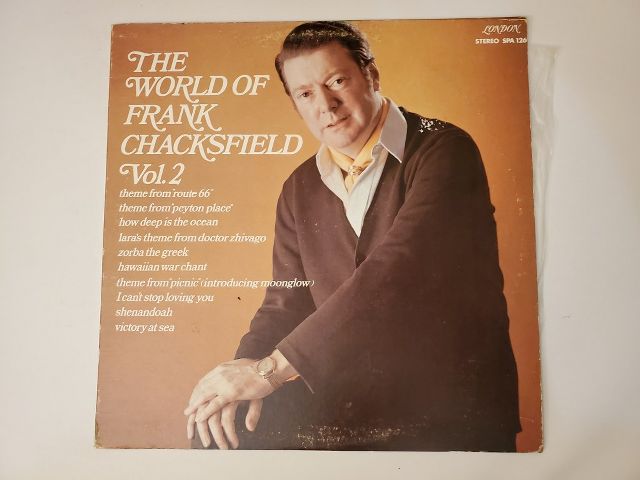 LONDON
STEREO SPA 126
THE
WORLD OF
FRANK
CHACKSFIELD
Vol. 2
theme from "route 66"
theme from "peyton place"
how deep is the ocean
lara's theme from doctor zhivago
zorba the greek
hawaiian war chant
theme from "picnic" (introducing moonglow)
I can't stop loving you
shenandoah
victory at sea